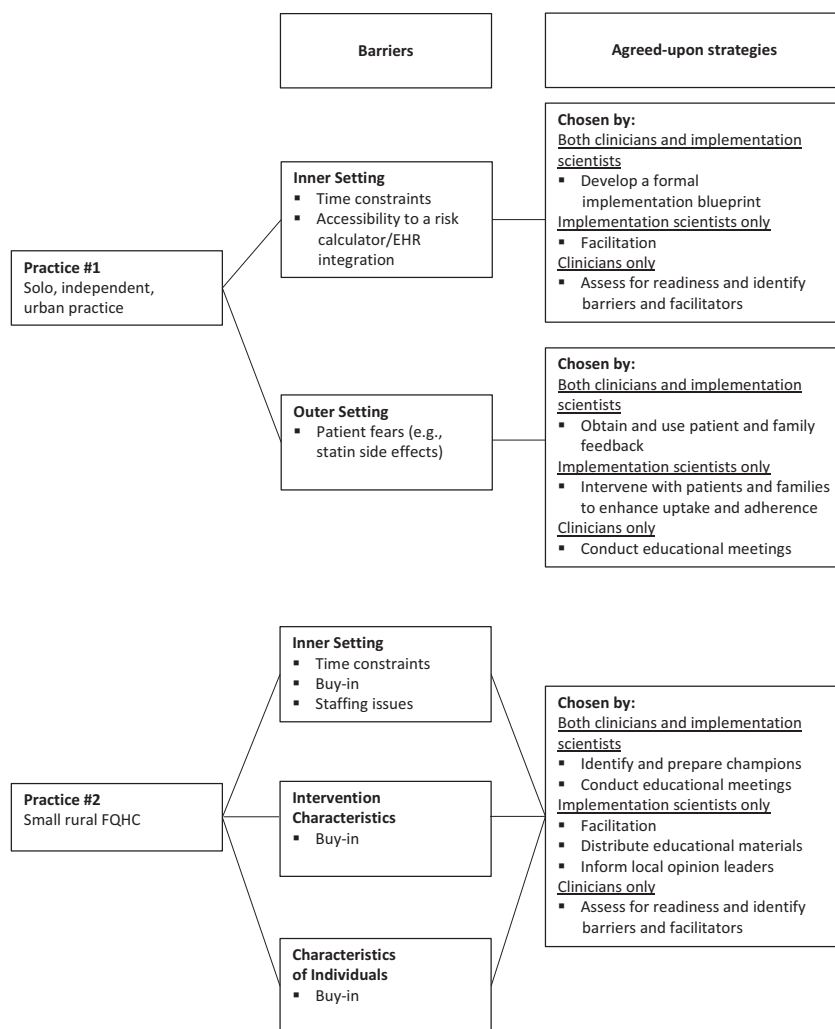 Barriers
Agreed-upon strategies
Practice #1
Solo, independent,
urban practice
Inner Setting
▪ Time constraints
▪ Accessibility to a risk
calculator/EHR
integration
Chosen by:
Both clinicians and implementation
scientists
▪ Develop a formal
implementation blueprint
Implementation scientists only
▪ Facilitation
Clinicians only
▪ Assess for readiness and identify
barriers and facilitators
Outer Setting
▪ Patient fears (e.g.,
statin side effects)
Chosen by:
Both clinicians and implementation
scientists
▪ Obtain and use patient and family
feedback
Implementation scientists only
▪ Intervene with patients and families
to enhance uptake and adherence
Clinicians only
▪ Conduct educational meetings
Practice #2
Small rural FQHC
Inner Setting
▪ Time constraints
▪ Buy-in
▪ Staffing issues
Intervention
Characteristics
▪ Buy-in
Characteristics
of Individuals
▪ Buy-in
Chosen by:
Both clinicians and implementation
scientists
▪ Identify and prepare champions
▪ Conduct educational meetings
Implementation scientists only
▪ Facilitation
▪ Distribute educational materials
▪ Inform local opinion leaders
Clinicians only
▪ Assess for readiness and identify
barriers and facilitators